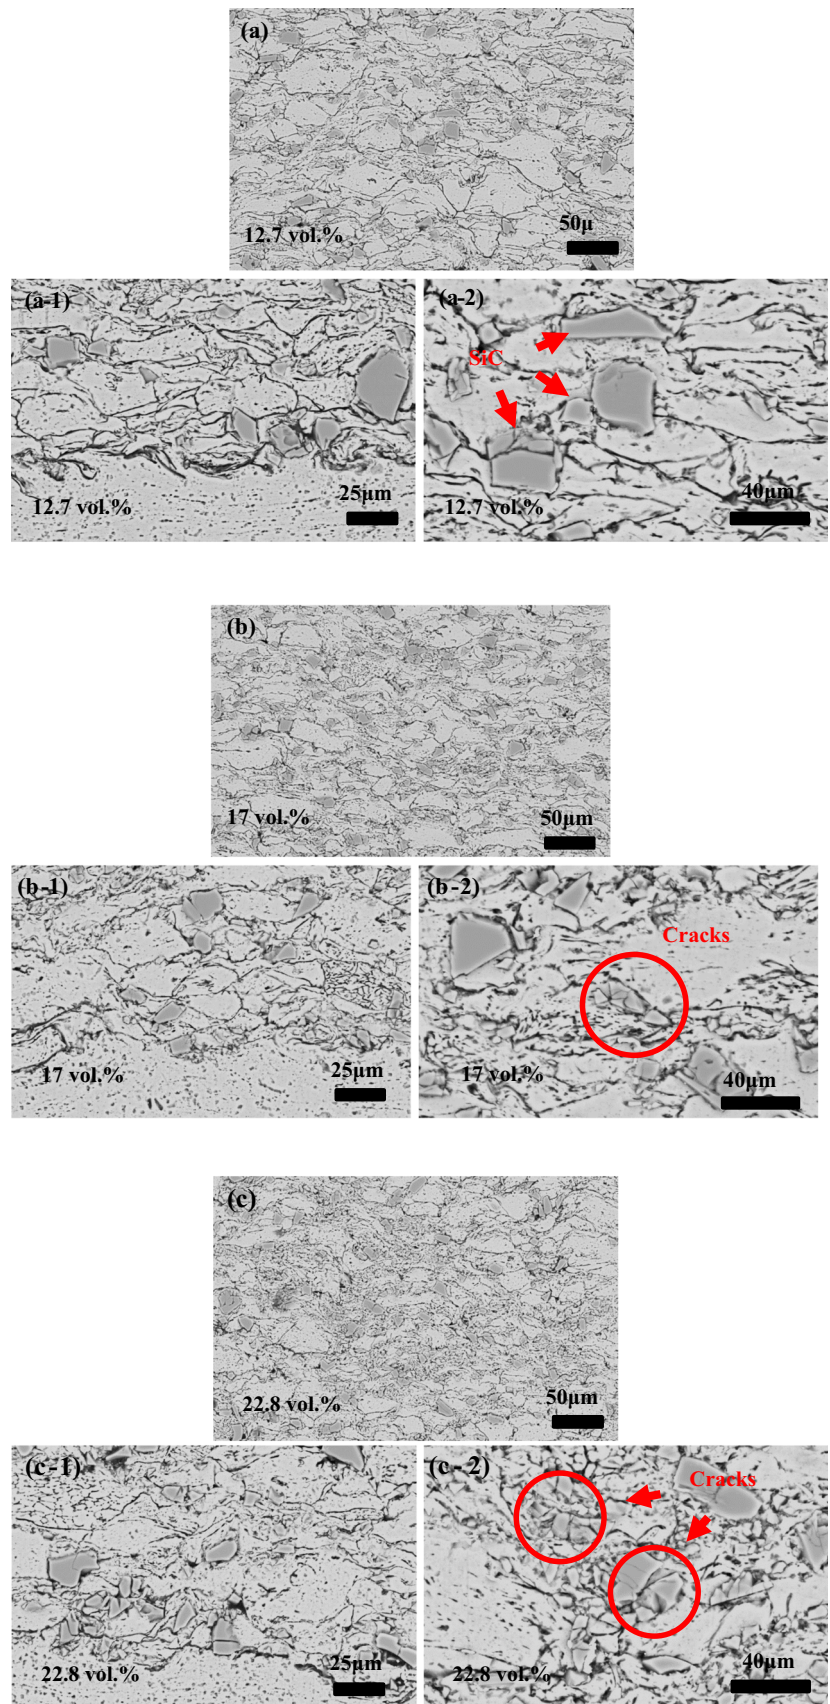 (a)
12.7 vol.%
50μ
(a-1)
12.7 vol.%
25μm
(a-2)
SiC
12.7 vol.%
40μm
(b)
17 vol.%
50μm
(b-1)
17 vol.%
25μm
(b-2)
Cracks
17 vol.%
40μm
(c)
22.8 vol.%
50μm
(c-1)
22.8 vol.%
25μm
(c-2)
Cracks
22.8 vol.%
40μm